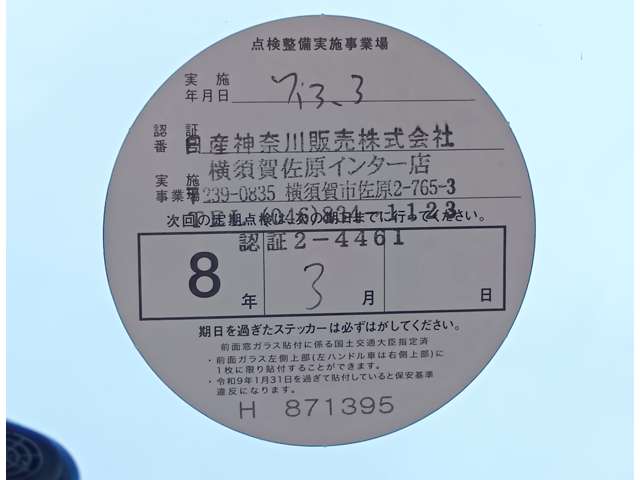 点検整備実施事業場
実施
年月日 7.3.3
認証
番号
日産神奈川販売株式会社
横須賀佐原インター店
実施
事業場
〒239-0835 横須賀市佐原2-765-3
TEL (046)834-1123
次回の定期点検は、次の期日までに行ってください。
認証2-4461
8年 3月 日
期日を過ぎたステッカーは必ずはがしてください。
前面窓ガラス貼付に係る国土交通大臣指定済
・前面ガラス左側上部(左ハンドル車は右側上部)に
1枚に限り貼付することができます。
・令和9年1月31日を過ぎて貼付していると保安基準
違反になります。
H 871395